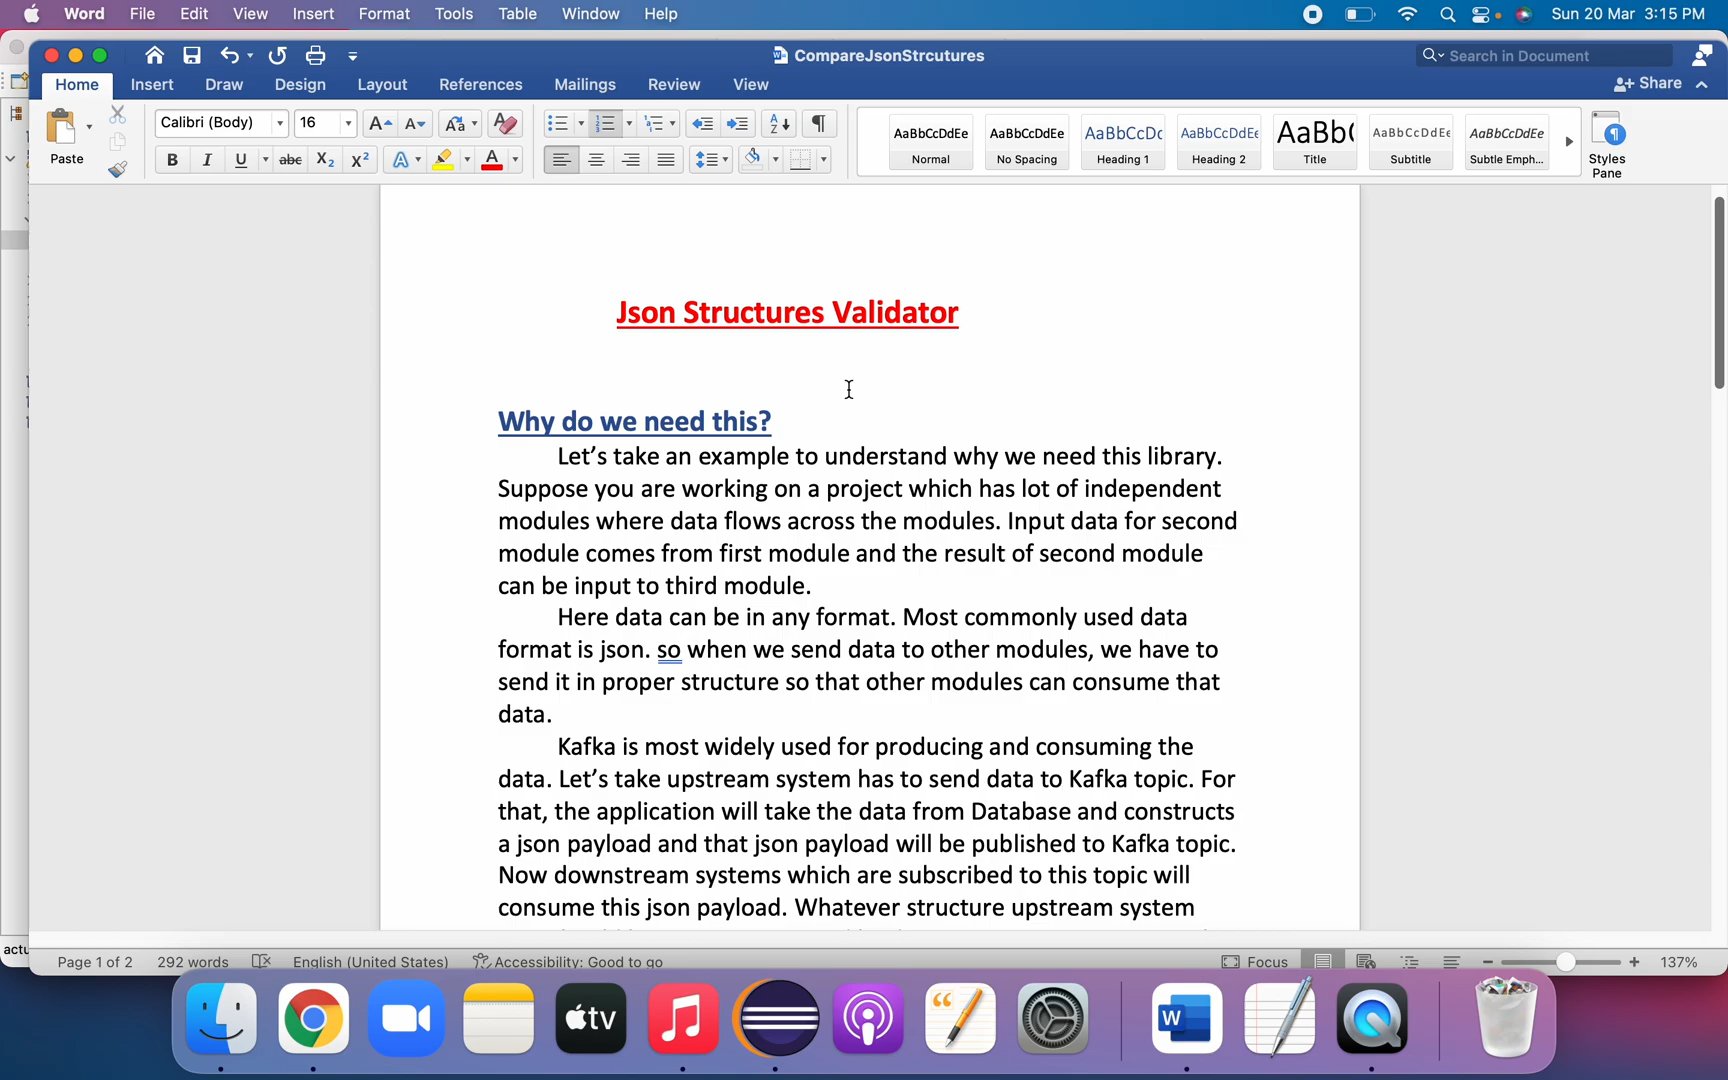 Word File Edit View Insert Format Tools Table Window Help Sun 20 Mar 3:15 PM
CompareJsonStrcutures
Search in Document
Home Insert Draw Design Layout References Mailings Review View Share
Paste
Calibri (Body) 16
AaBbCcDdEe AaBbCcDdEe AaBbCcDc AaBbCcDdEe AaBb( AaBbCcDdEe AaBbCcDdEe
Normal No Spacing Heading 1 Heading 2 Title Subtitle Subtle Emph...
Styles
Pane
Json Structures Validator
Why do we need this?
Let's take an example to understand why we need this library.
Suppose you are working on a project which has lot of independent
modules where data flows across the modules. Input data for second
module comes from first module and the result of second module
can be input to third module.
Here data can be in any format. Most commonly used data
format is json. so when we send data to other modules, we have to
send it in proper structure so that other modules can consume that
data.
Kafka is most widely used for producing and consuming the
data. Let's take upstream system has to send data to Kafka topic. For
that, the application will take the data from Database and constructs
a json payload and that json payload will be published to Kafka topic.
Now downstream systems which are subscribed to this topic will
consume this json payload. Whatever structure upstream system
actu
Page 1 of 2 292 words English (United States) Accessibility: Good to go Focus 137%
tv
W